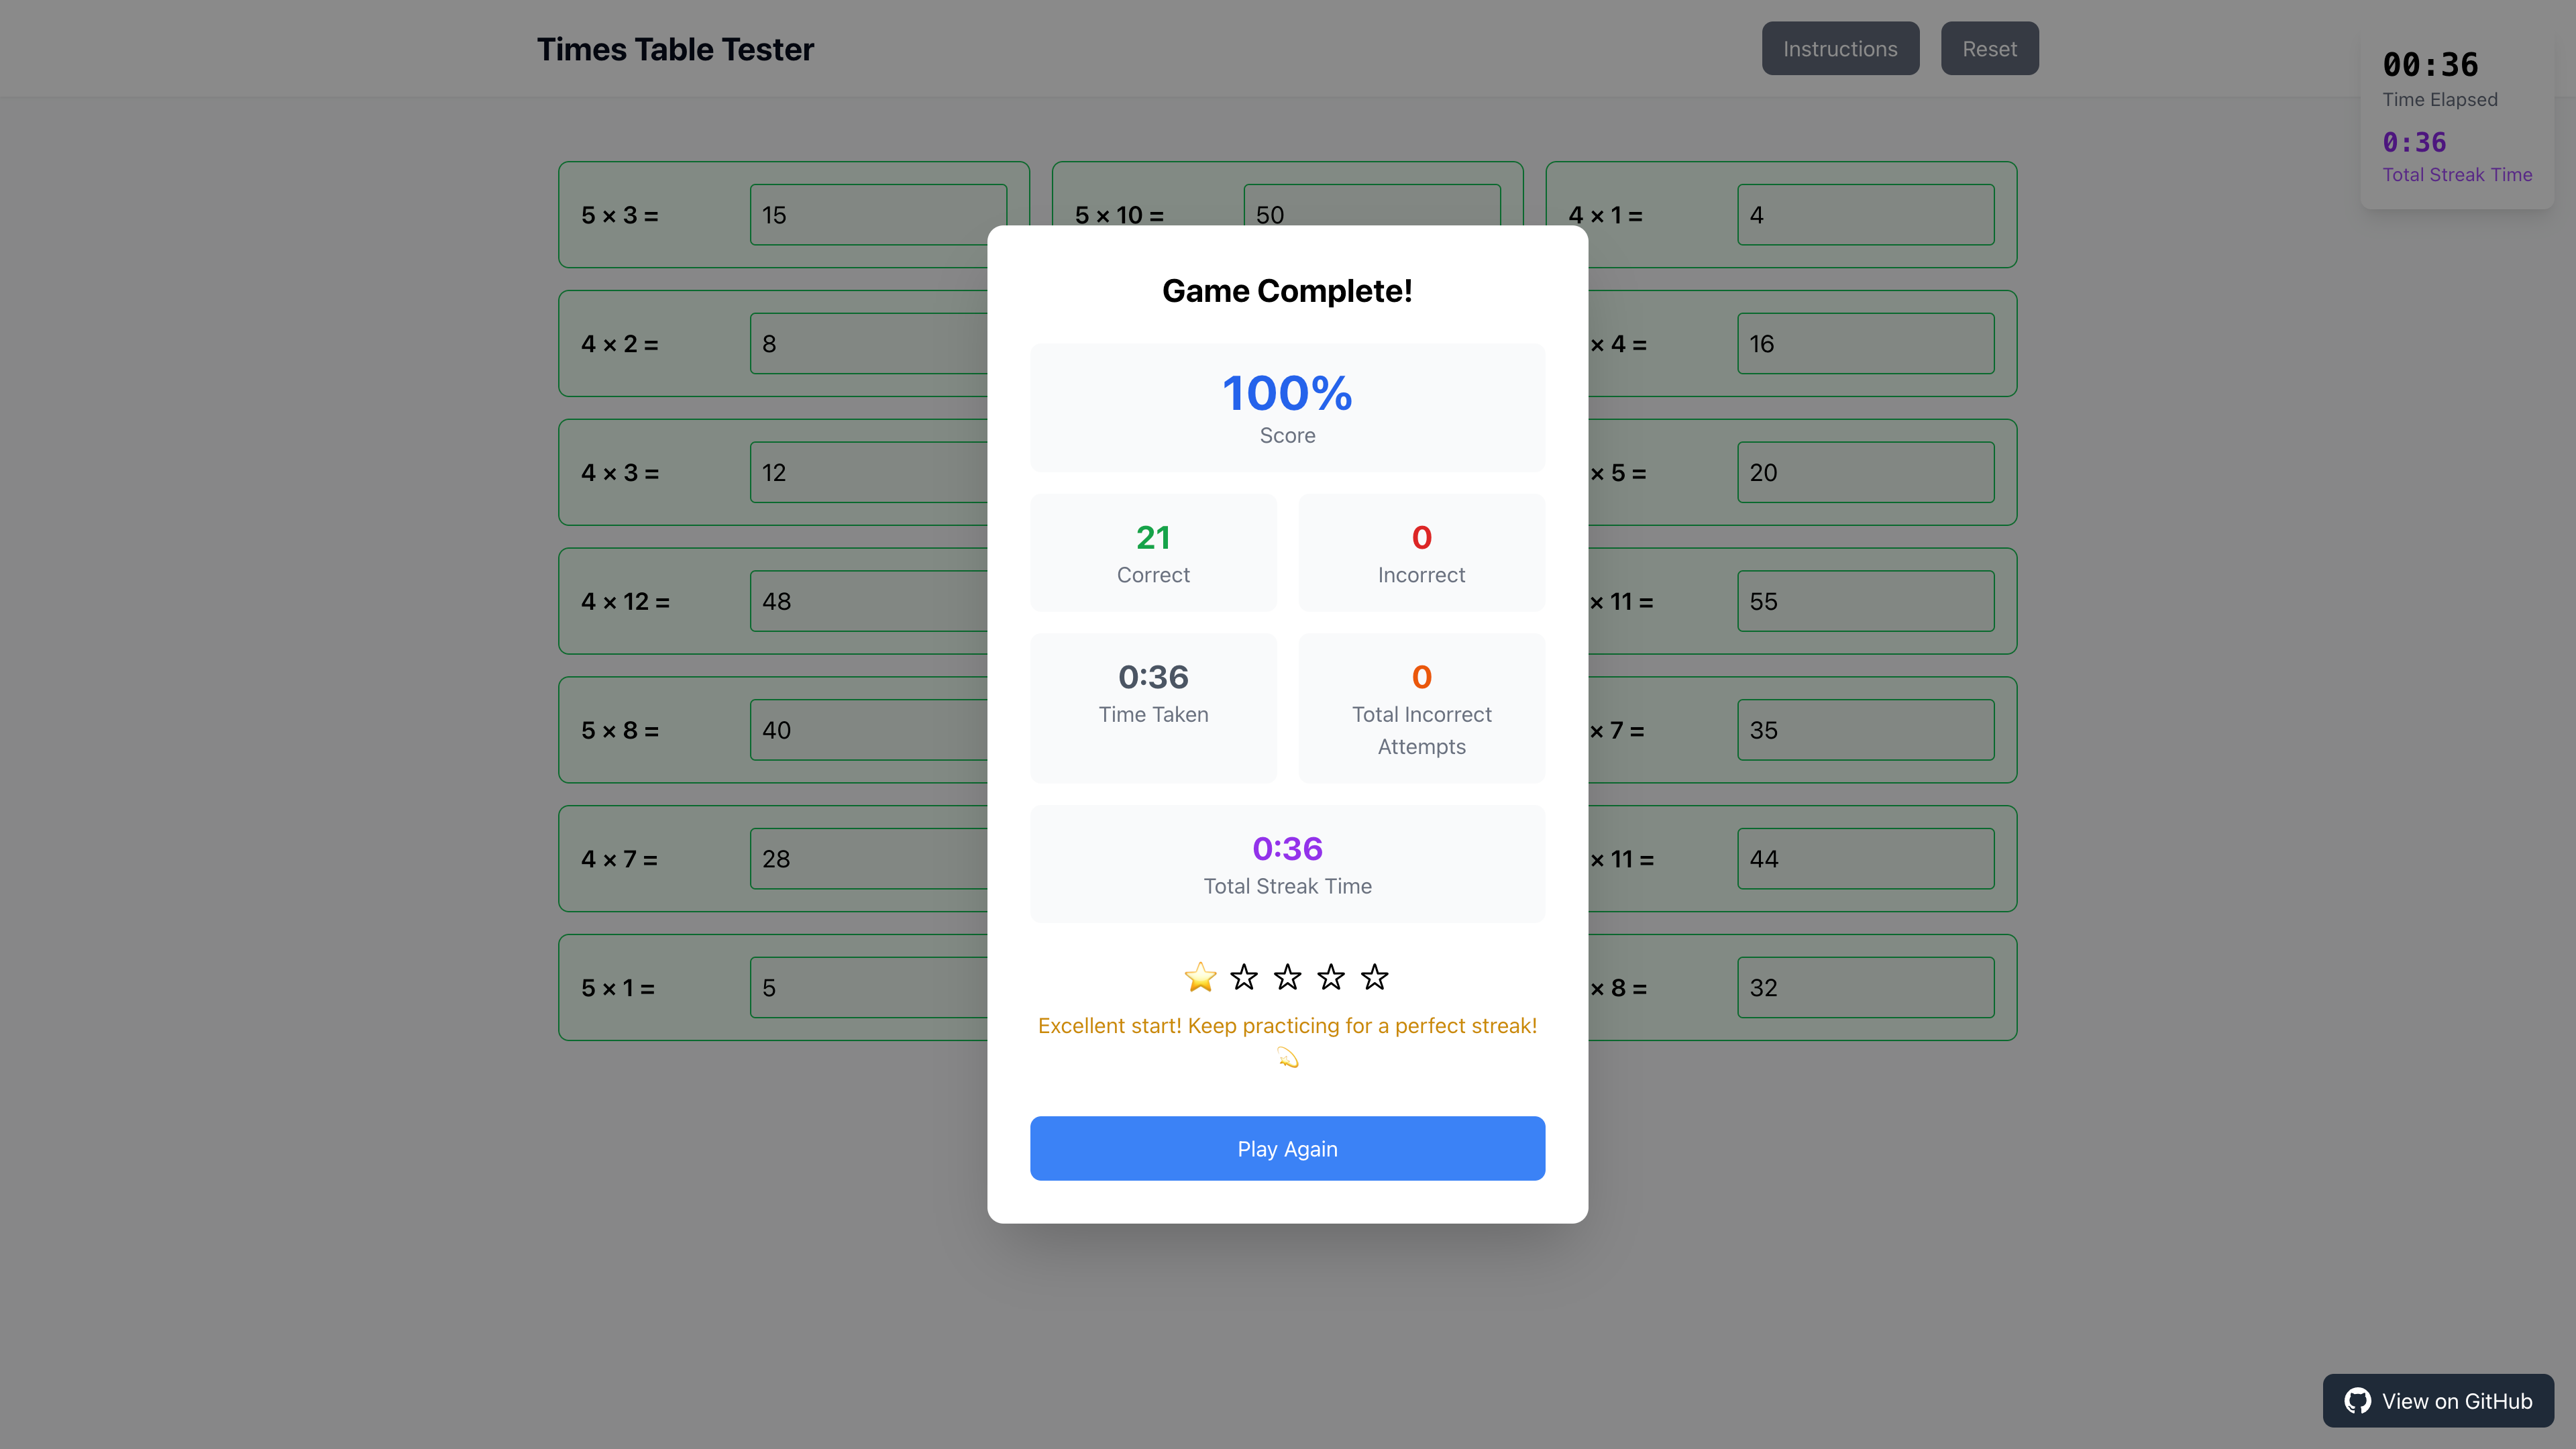 Times Table Tester
Instructions
Reset
00:36
Time Elapsed
0:36
Total Streak Time
5 × 3 =
15
5 × 10 =
50
4 × 1 =
4
4 × 2 =
8
× 4 =
16
4 × 3 =
12
× 5 =
20
4 × 12 =
48
× 11 =
55
5 × 8 =
40
× 7 =
35
4 × 7 =
28
× 11 =
44
5 × 1 =
5
× 8 =
32
Game Complete!
100%
Score
21
Correct
0
Incorrect
0:36
Time Taken
0
Total Incorrect
Attempts
0:36
Total Streak Time
Excellent start! Keep practicing for a perfect streak!
Play Again
View on GitHub